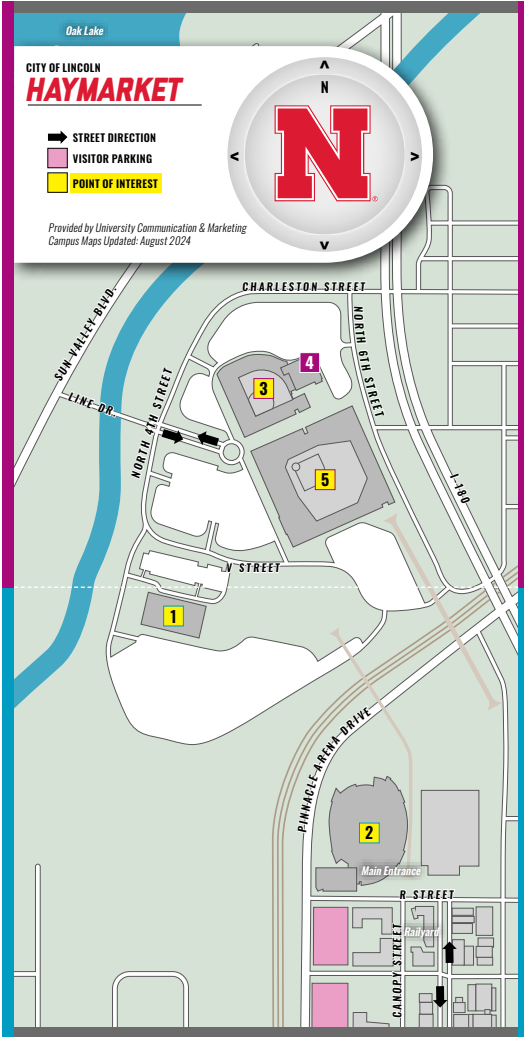 Oak Lake
CITY OF LINCOLN
HAYMARKET
STREET DIRECTION
VISITOR PARKING
POINT OF INTEREST
Provided by University Communication & Marketing
Campus Maps Updated: August 2024
N
N
®
CHARLESTON STREET
SUN VALLEY BLVD.
NORTH 6TH STREET
4
3
LINE DR.
NORTH 4TH STREET
5
I-180
V STREET
1
PINNACLE ARENA DRIVE
2
Main Entrance
R STREET
Railyard
CANOPY STREET